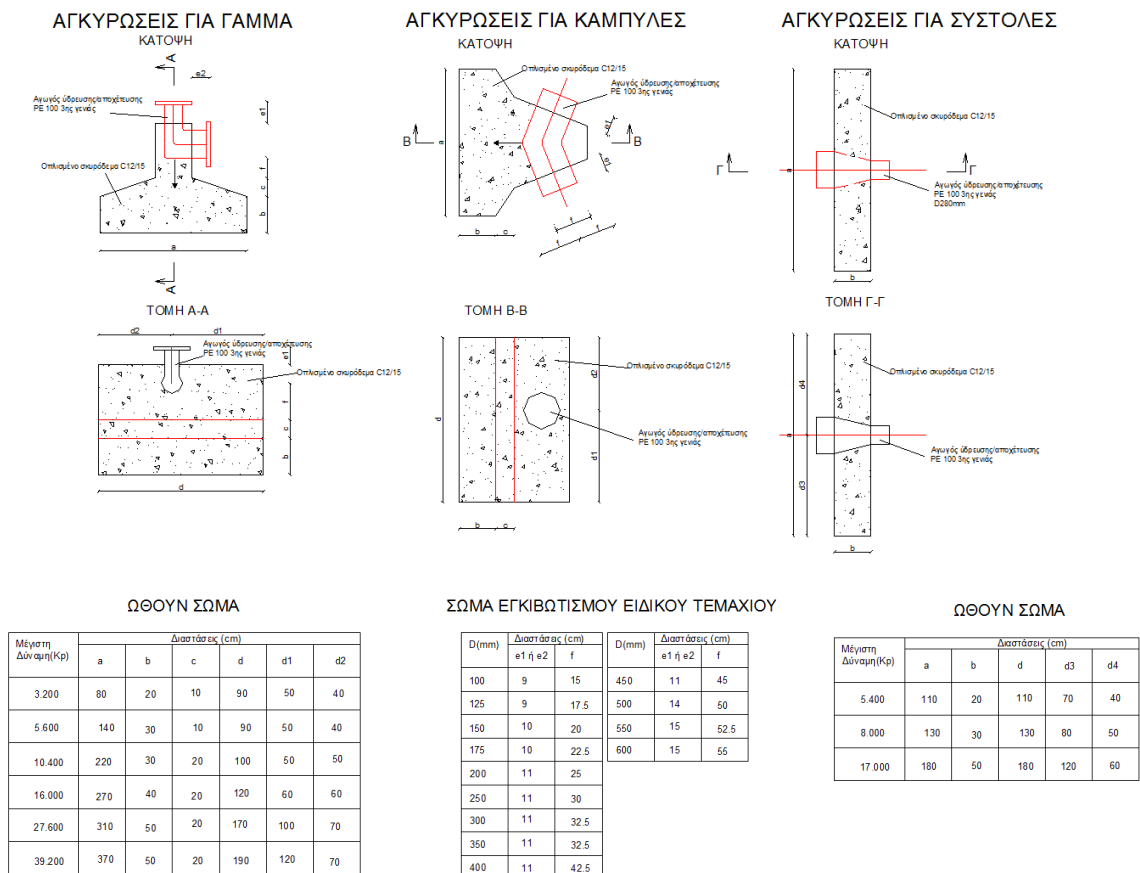 ΑΓΚΥΡΩΣΕΙΣ ΓΙΑ ΓΑΜΜΑ
ΚΑΤΟΨΗ
A
e2
Αγωγός ύδρευσης/αποχέτευσης
PE 100 3ης γενιάς
e1
Οπλισμένο σκυρόδεμα C12/15
f
c
b
a
A
ΤΟΜΗ Α-Α
d2
d1
Αγωγός ύδρευσης/αποχέτευσης
PE 100 3ης γενιάς
e1
Οπλισμένο σκυρόδεμα C12/15
f
c
b
d
ΑΓΚΥΡΩΣΕΙΣ ΓΙΑ ΚΑΜΠΥΛΕΣ
ΚΑΤΟΨΗ
Οπλισμένο σκυρόδεμα C12/15
Αγωγός ύδρευσης/αποχέτευσης
PE 100 3ης γενιάς
B
a
e1
B
e1
f
b
c
f
f
ΤΟΜΗ Β-Β
Οπλισμένο σκυρόδεμα C12/15
d2
d
Αγωγός ύδρευσης/αποχέτευσης
PE 100 3ης γενιάς
d1
b
c
ΑΓΚΥΡΩΣΕΙΣ ΓΙΑ ΣΥΣΤΟΛΕΣ
ΚΑΤΟΨΗ
Οπλισμένο σκυρόδεμα C12/15
Γ
a
Γ
Αγωγός ύδρευσης/αποχέτευσης
PE 100 3ης γενιάς
D280mm
b
ΤΟΜΗ Γ-Γ
Οπλισμένο σκυρόδεμα C12/15
d4
a
Αγωγός ύδρευσης/αποχέτευσης
PE 100 3ης γενιάς
d3
b
ΩΘΟΥΝ ΣΩΜΑ
Μέγιστη Δύναμη(Kp) Διαστάσεις (cm)
a b c d d1 d2
3.200 80 20 10 90 50 40
5.600 140 30 10 90 50 40
10.400 220 30 20 100 50 50
16.000 270 40 20 120 60 60
27.600 310 50 20 170 100 70
39.200 370 50 20 190 120 70
ΣΩΜΑ ΕΓΚΙΒΩΤΙΣΜΟΥ ΕΙΔΙΚΟΥ ΤΕΜΑΧΙΟΥ
D(mm) Διαστάσεις (cm)
e1 ή e2 f
100 9 15
125 9 17.5
150 10 20
175 10 22.5
200 11 25
250 11 30
300 11 32.5
350 11 32.5
400 11 42.5
D(mm) Διαστάσεις (cm)
e1 ή e2 f
450 11 45
500 14 50
550 15 52.5
600 15 55
ΩΘΟΥΝ ΣΩΜΑ
Μέγιστη Δύναμη(Kp) Διαστάσεις (cm)
a b d d3 d4
5.400 110 20 110 70 40
8.000 130 30 130 80 50
17.000 180 50 180 120 60